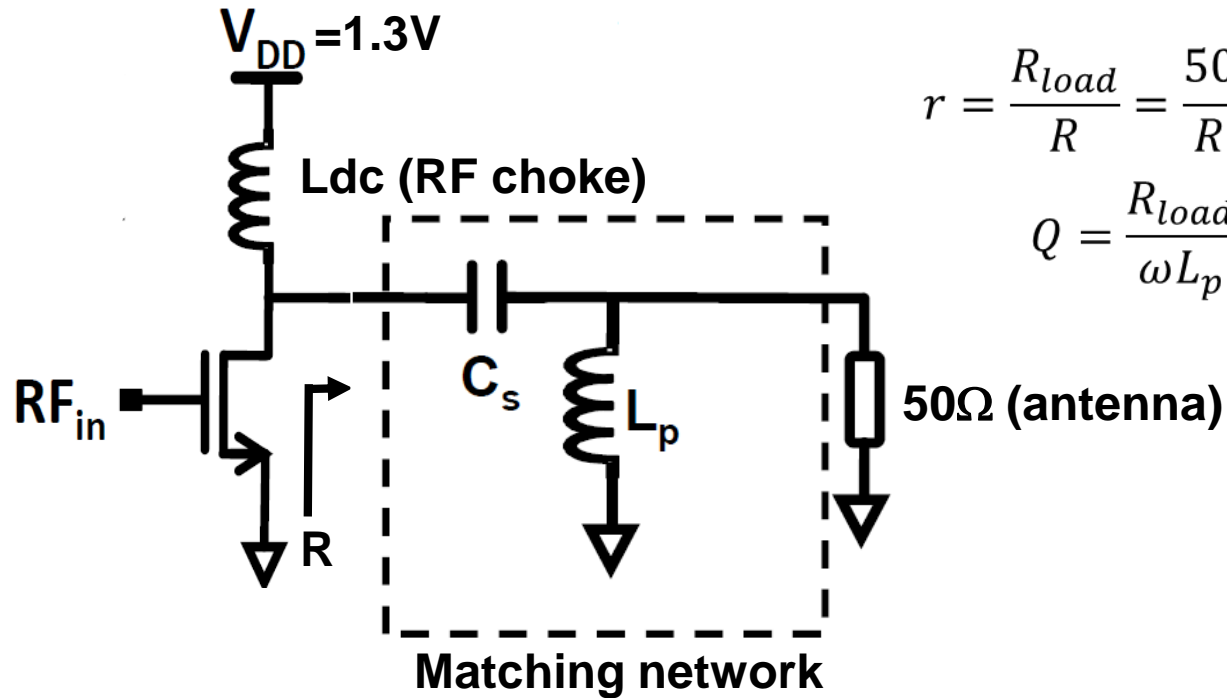 V_DD =1.3V
r = R_load / R = 50 / R
Ldc (RF choke)
Q = R_load / ωL_p
C_s
L_p
RF_in
50Ω (antenna)
R
Matching network